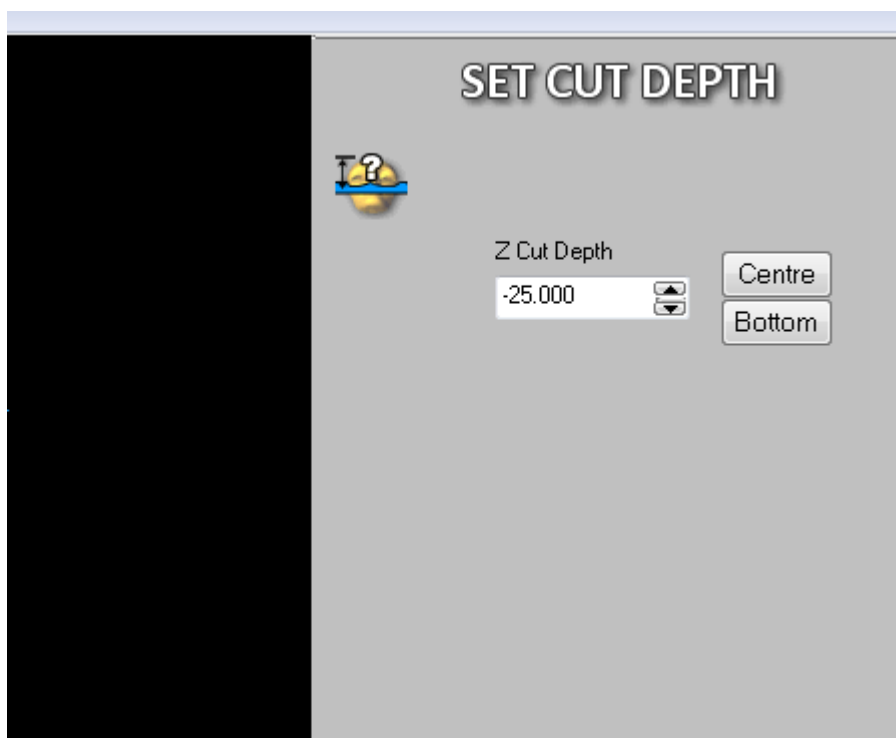 SET CUT DEPTH
?
Z Cut Depth
-25.000
Centre
Bottom